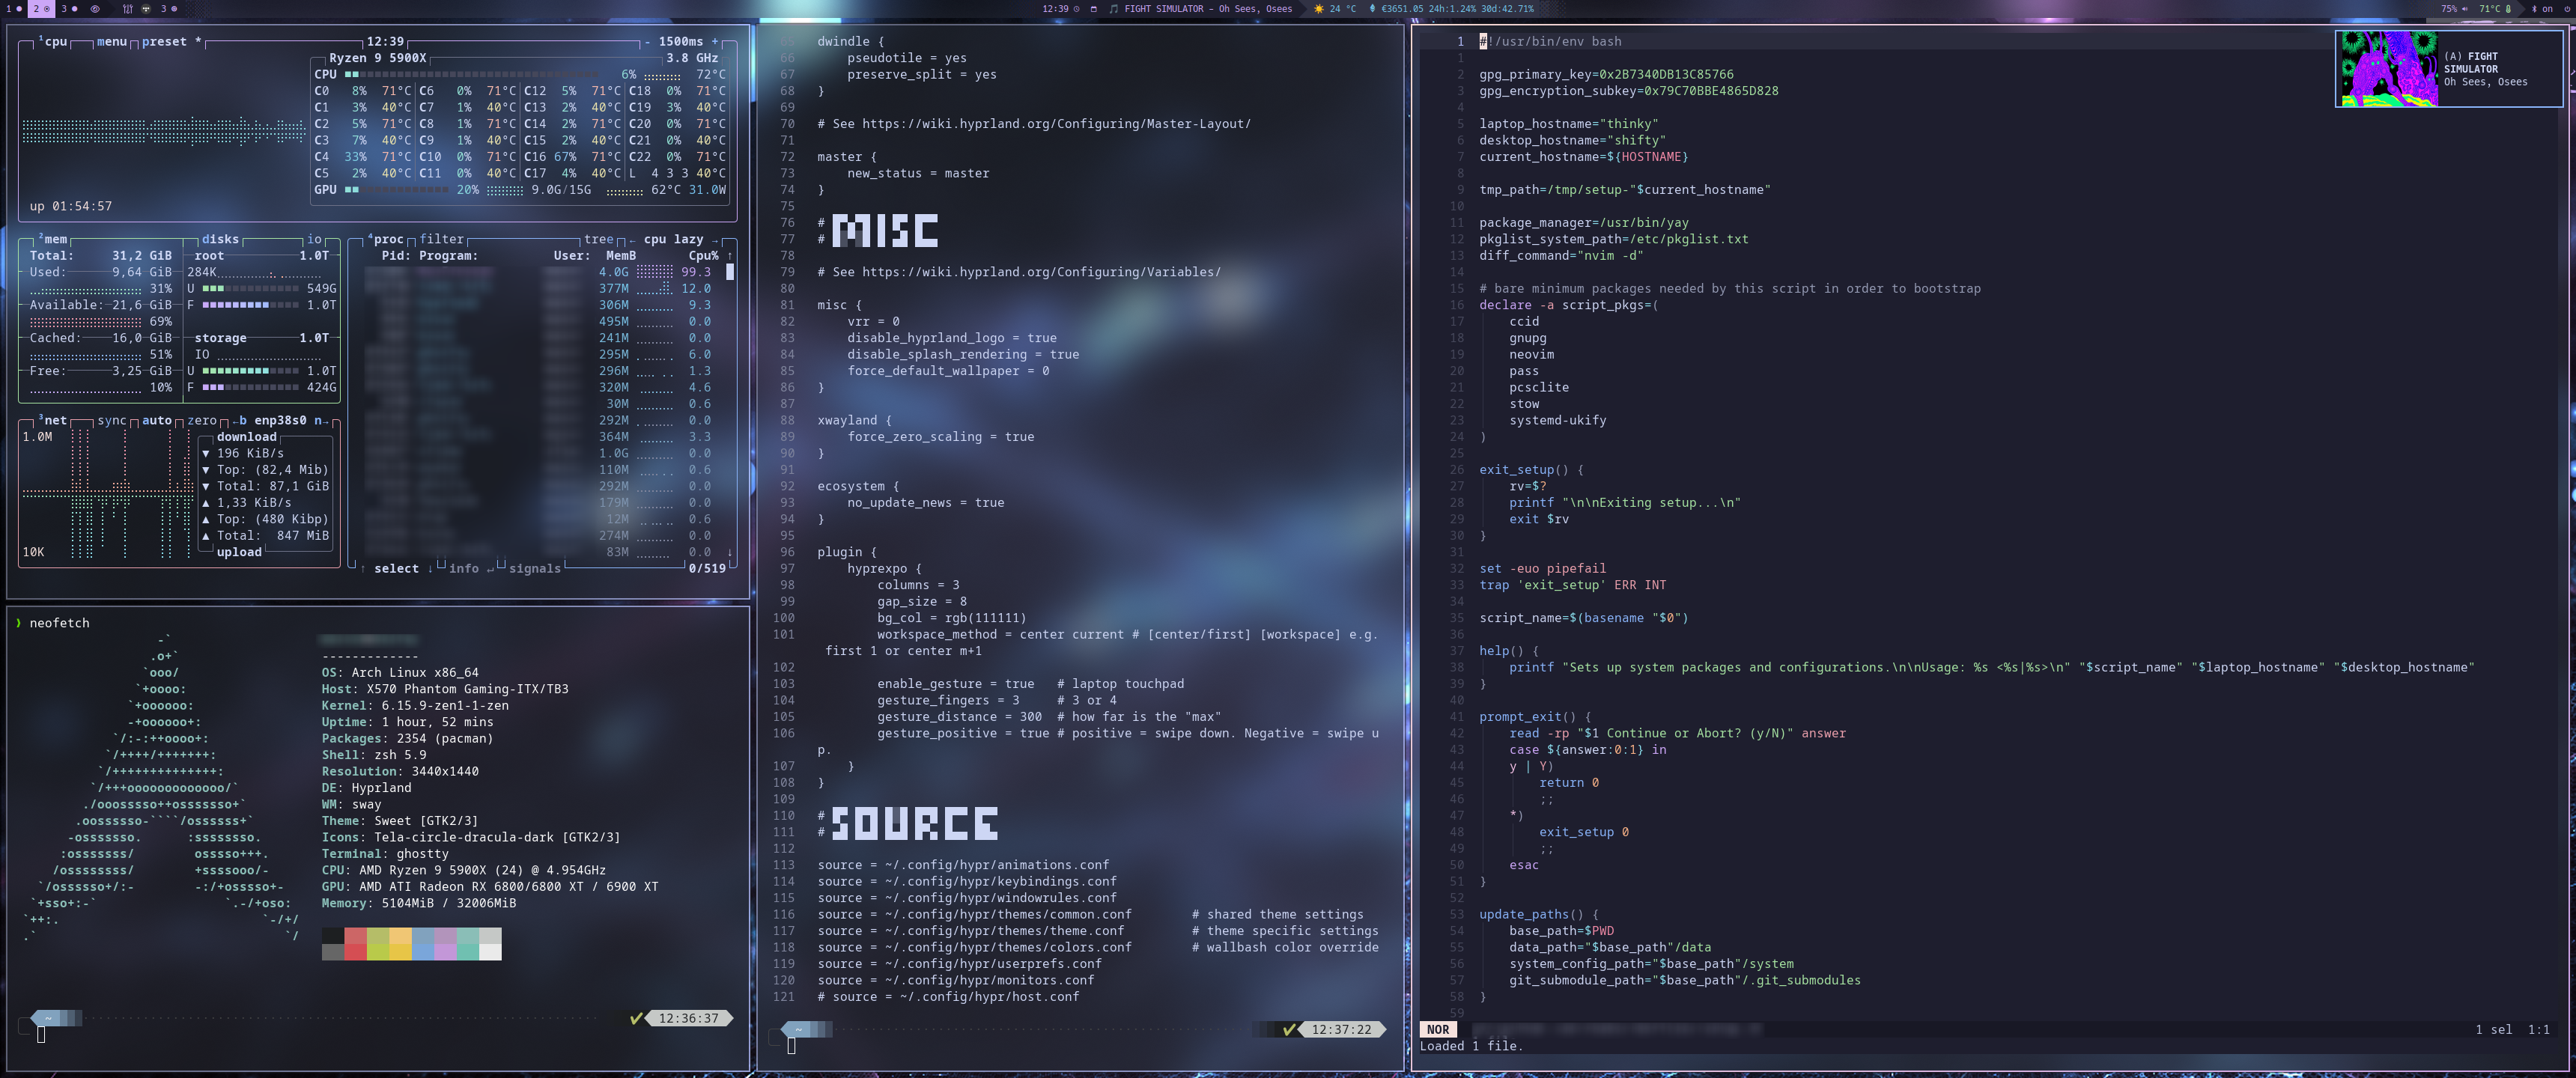 1 2 3 3 12:39 FIGHT SIMULATOR – Oh Sees, Osees 24 °C €3651.05 24h:1.24% 30d:42.71% 75% 71°C on
¹cpu menu preset * 12:39 - 1500ms +
Ryzen 9 5900X 3.8 GHz
CPU 6% 72°C
C0 8% 71°C C6 0% 71°C C12 5% 71°C C18 0% 71°C
C1 3% 40°C C7 1% 40°C C13 2% 40°C C19 3% 40°C
C2 5% 71°C C8 1% 71°C C14 2% 71°C C20 0% 71°C
C3 7% 40°C C9 1% 40°C C15 2% 40°C C21 0% 40°C
C4 33% 71°C C10 0% 71°C C16 67% 71°C C22 0% 71°C
C5 2% 40°C C11 0% 40°C C17 4% 40°C L 4 3 3 40°C
GPU 20% 9.0G/15G 62°C 31.0W
up 01:54:57
²mem disks io
Total: 31,2 GiB root 1.0T
Used: 9,64 GiB 284K
31% U 549G
Available: 21,6 GiB F 1.0T
69%
Cached: 16,0 GiB storage 1.0T
51% IO
Free: 3,25 GiB U 1.0T
10% F 424G
³net sync auto zero ←b enp38s0 n→
1.0M download
▼ 196 KiB/s
▼ Top: (82,4 Mib)
▼ Total: 87,1 GiB
▲ 1,33 KiB/s
▲ Top: (480 Kibp)
▲ Total: 847 MiB
10K upload
⁴proc filter tree ← cpu lazy →
Pid: Program: User: MemB Cpu% ↑
4.0G 99.3
377M 12.0
306M 9.3
495M 0.0
241M 0.0
295M 6.0
296M 1.3
320M 4.6
30M 0.6
292M 0.0
364M 3.3
1.0G 0.0
110M 0.6
292M 0.0
179M 0.0
12M 0.6
274M 0.0
83M 0.0 ↓
↑ select ↓ info ↵ signals 0/519
❯ neofetch
-`
.o+` -------------
`ooo/ OS: Arch Linux x86_64
`+oooo: Host: X570 Phantom Gaming-ITX/TB3
`+oooooo: Kernel: 6.15.9-zen1-1-zen
-+oooooo+: Uptime: 1 hour, 52 mins
`/:-:++oooo+: Packages: 2354 (pacman)
`/++++/+++++++: Shell: zsh 5.9
`/++++++++++++++: Resolution: 3440x1440
`/+++ooooooooooooo/` DE: Hyprland
./ooosssso++osssssso+` WM: sway
.oossssso-````/ossssss+` Theme: Sweet [GTK2/3]
-osssssso. :ssssssso. Icons: Tela-circle-dracula-dark [GTK2/3]
:osssssss/ osssso+++. Terminal: ghostty
/ossssssss/ +ssssooo/- CPU: AMD Ryzen 9 5900X (24) @ 4.954GHz
`/ossssso+/:- -:/+osssso+- GPU: AMD ATI Radeon RX 6800/6800 XT / 6900 XT
`+sso+:-` `.-/+oso: Memory: 5104MiB / 32006MiB
`++:. `-/+/
.` `/
~ ✔ 12:36:37
65 dwindle {
66 pseudotile = yes
67 preserve_split = yes
68 }
69
70 # See https://wiki.hyprland.org/Configuring/Master-Layout/
71
72 master {
73 new_status = master
74 }
75
76 # MISC
77 #
78
79 # See https://wiki.hyprland.org/Configuring/Variables/
80
81 misc {
82 vrr = 0
83 disable_hyprland_logo = true
84 disable_splash_rendering = true
85 force_default_wallpaper = 0
86 }
87
88 xwayland {
89 force_zero_scaling = true
90 }
91
92 ecosystem {
93 no_update_news = true
94 }
95
96 plugin {
97 hyprexpo {
98 columns = 3
99 gap_size = 8
100 bg_col = rgb(111111)
101 workspace_method = center current # [center/first] [workspace] e.g.
first 1 or center m+1
102
103 enable_gesture = true # laptop touchpad
104 gesture_fingers = 3 # 3 or 4
105 gesture_distance = 300 # how far is the "max"
106 gesture_positive = true # positive = swipe down. Negative = swipe u
p.
107 }
108 }
109
110 # SOURCE
111 #
112
113 source = ~/.config/hypr/animations.conf
114 source = ~/.config/hypr/keybindings.conf
115 source = ~/.config/hypr/windowrules.conf
116 source = ~/.config/hypr/themes/common.conf # shared theme settings
117 source = ~/.config/hypr/themes/theme.conf # theme specific settings
118 source = ~/.config/hypr/themes/colors.conf # wallbash color override
119 source = ~/.config/hypr/userprefs.conf
120 source = ~/.config/hypr/monitors.conf
121 # source = ~/.config/hypr/host.conf
~ ✔ 12:37:22
1 #!/usr/bin/env bash
1
2 gpg_primary_key=0x2B7340DB13C85766
3 gpg_encryption_subkey=0x79C70BBE4865D828
4
5 laptop_hostname="thinky"
6 desktop_hostname="shifty"
7 current_hostname=${HOSTNAME}
8
9 tmp_path=/tmp/setup-"$current_hostname"
10
11 package_manager=/usr/bin/yay
12 pkglist_system_path=/etc/pkglist.txt
13 diff_command="nvim -d"
14
15 # bare minimum packages needed by this script in order to bootstrap
16 declare -a script_pkgs=(
17 ccid
18 gnupg
19 neovim
20 pass
21 pcsclite
22 stow
23 systemd-ukify
24 )
25
26 exit_setup() {
27 rv=$?
28 printf "\n\nExiting setup...\n"
29 exit $rv
30 }
31
32 set -euo pipefail
33 trap 'exit_setup' ERR INT
34
35 script_name=$(basename "$0")
36
37 help() {
38 printf "Sets up system packages and configurations.\n\nUsage: %s <%s|%s>\n" "$script_name" "$laptop_hostname" "$desktop_hostname"
39 }
40
41 prompt_exit() {
42 read -rp "$1 Continue or Abort? (y/N)" answer
43 case ${answer:0:1} in
44 y | Y)
45 return 0
46 ;;
47 *)
48 exit_setup 0
49 ;;
50 esac
51 }
52
53 update_paths() {
54 base_path=$PWD
55 data_path="$base_path"/data
56 system_config_path="$base_path"/system
57 git_submodule_path="$base_path"/.git_submodules
58 }
59
NOR 1 sel 1:1
Loaded 1 file.
(A) FIGHT
SIMULATOR
Oh Sees, Osees